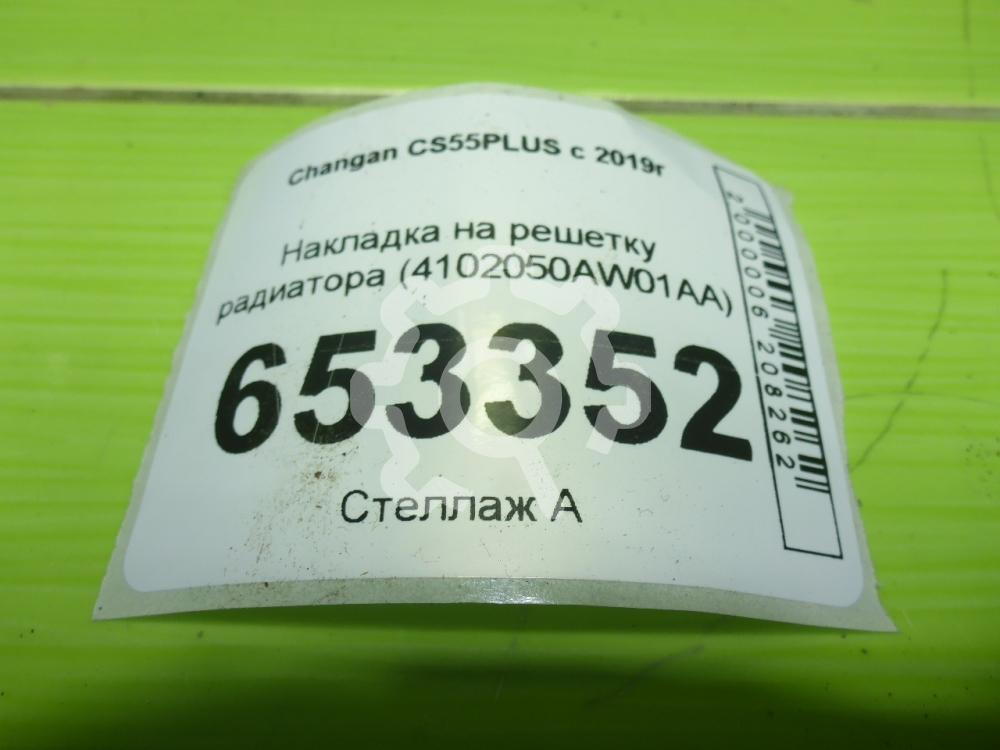 Changan CS55PLUS с 2019г
Накладка на решетку
радиатора (4102050AW01AA)
653352
Стеллаж А
2000006208262